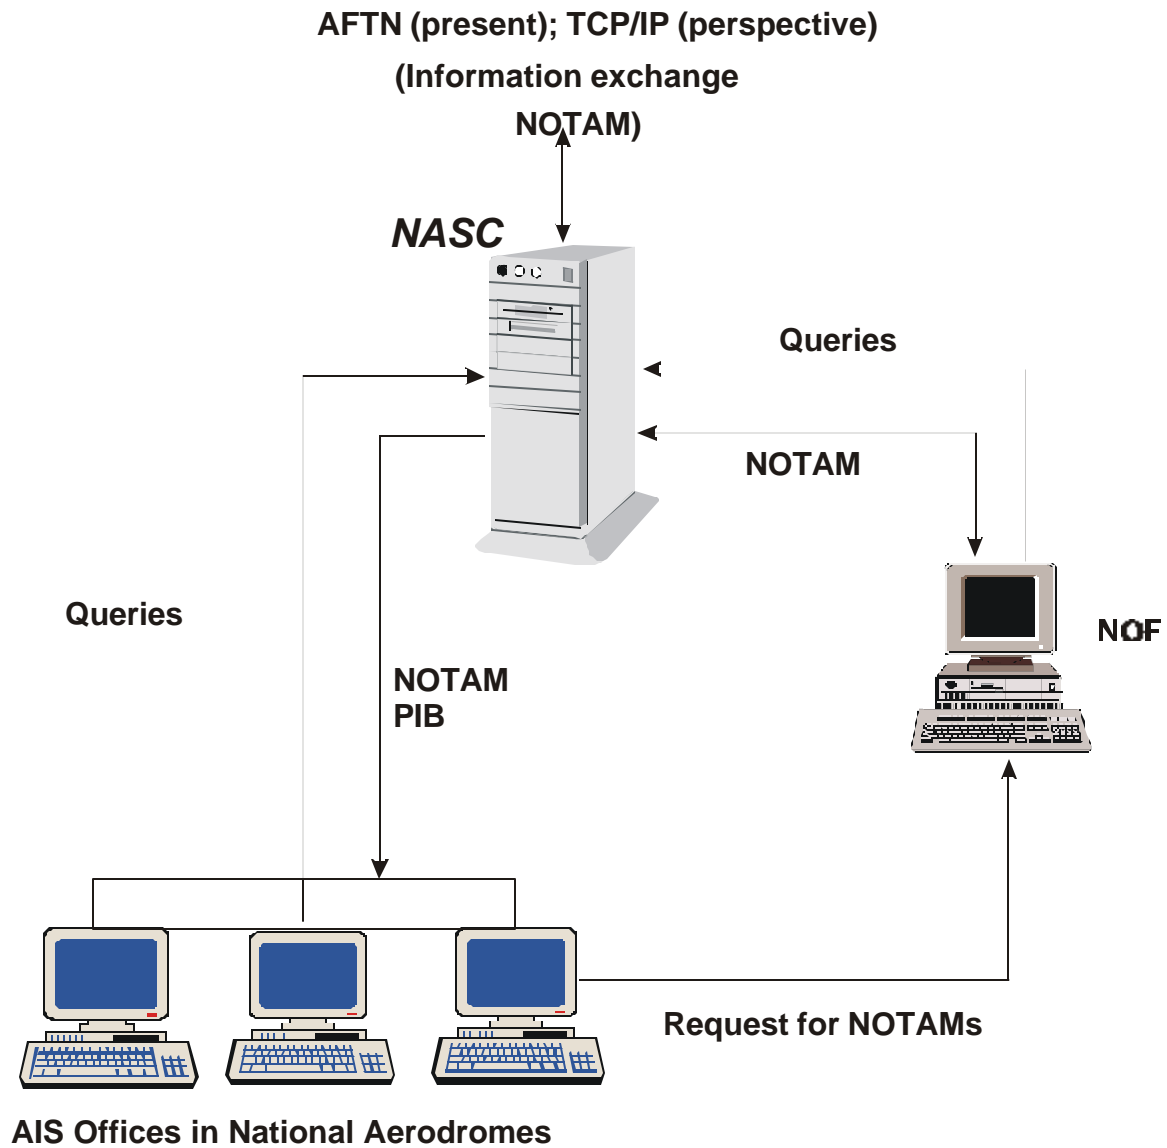 AFTN (present); TCP/IP (perspective)
(Information exchange
NOTAM)
NASC
Queries
NOTAM
Queries
NOF
NOTAM
PIB
Request for NOTAMs
AIS Offices in National Aerodromes